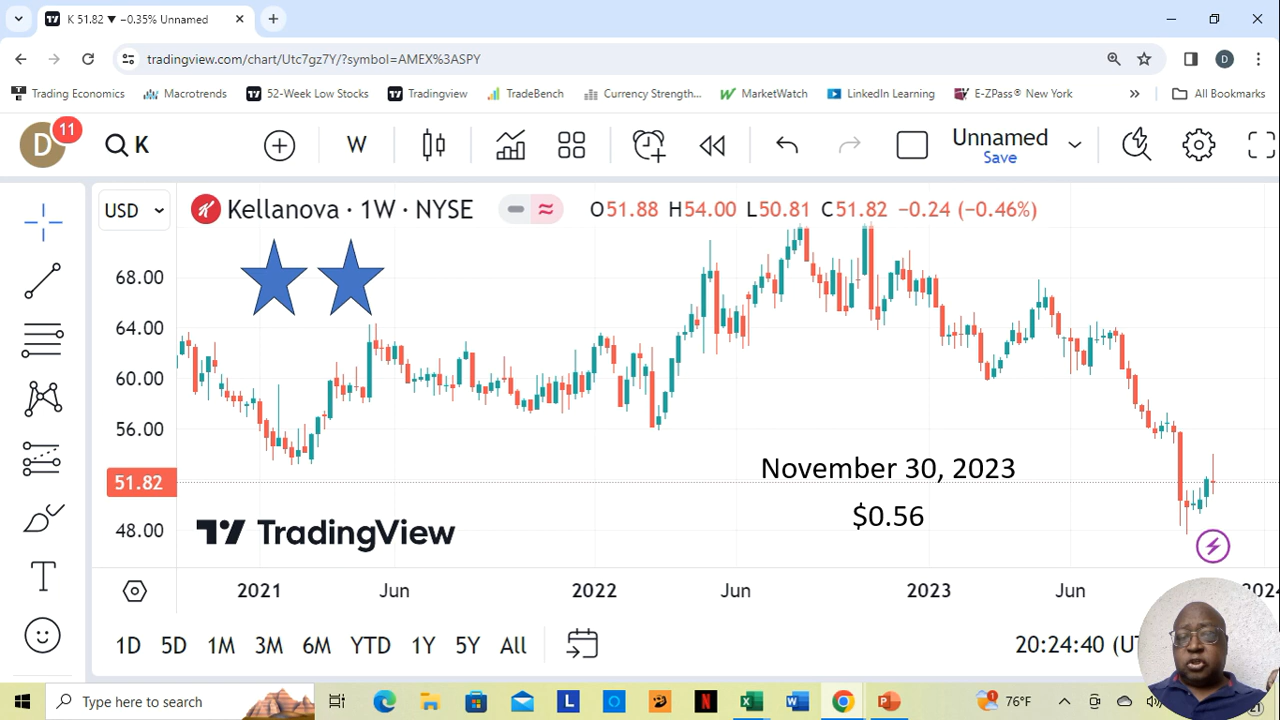 K 51.82 ▼ −0.35% Unnamed
tradingview.com/chart/Utc7gz7Y/?symbol=AMEX%3ASPY
D
Trading Economics
Macrotrends
52-Week Low Stocks
Tradingview
TradeBench
Currency Strength...
MarketWatch
LinkedIn Learning
E-ZPass® New York
All Bookmarks
D
11
K
W
Unnamed
Save
USD
Kellanova · 1W · NYSE
O51.88 H54.00 L50.81 C51.82 −0.24 (−0.46%)
68.00
64.00
60.00
56.00
51.82
48.00
November 30, 2023
$0.56
TradingView
2021
Jun
2022
Jun
2023
Jun
1D 5D 1M 3M 6M YTD 1Y 5Y All
20:24:40
Type here to search
76°F